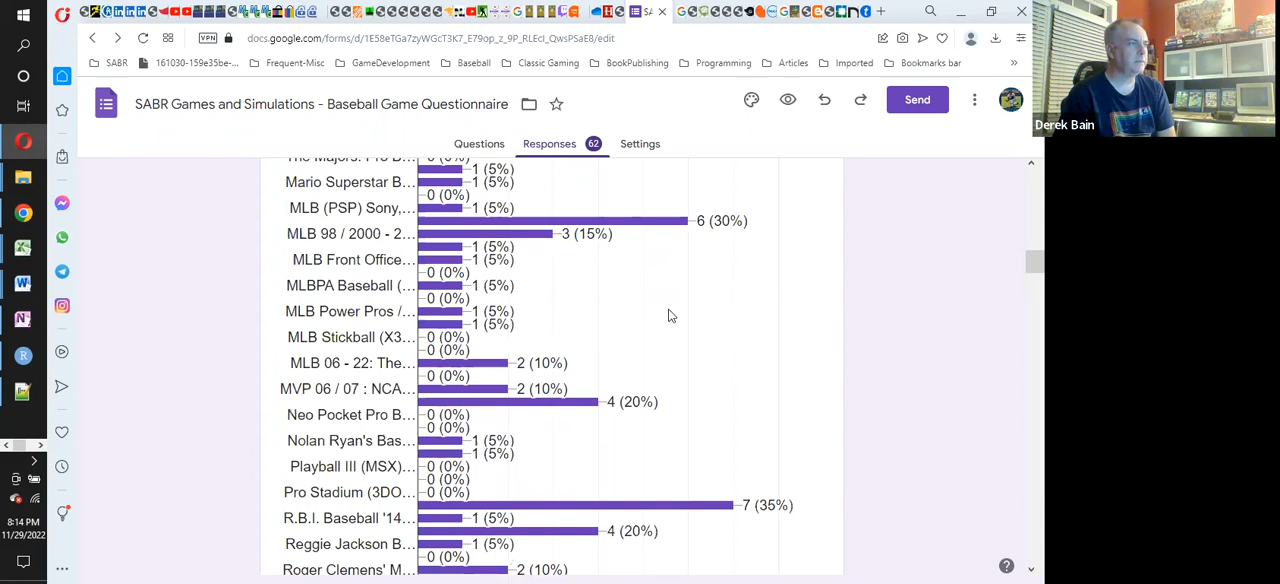 docs.google.com/forms/d/1E58eTGa7zyWGcT3K7_E79op_z_9P_RLEcI_QwsPSaE8/edit
VPN
SABR
161030-159e35be-...
Frequent-Misc
GameDevelopment
Baseball
Classic Gaming
BookPublishing
Programming
Articles
Imported
Bookmarks bar
SABR Games and Simulations - Baseball Game Questionnaire
Send
Derek Bain
Questions
Responses 62
Settings
1 (5%)
Mario Superstar B... 1 (5%)
0 (0%)
MLB (PSP) Sony,... 1 (5%)
6 (30%)
MLB 98 / 2000 - 2... 3 (15%)
1 (5%)
MLB Front Office... 1 (5%)
0 (0%)
MLBPA Baseball (... 1 (5%)
0 (0%)
MLB Power Pros /... 1 (5%)
1 (5%)
MLB Stickball (X3... 0 (0%)
0 (0%)
MLB 06 - 22: The... 2 (10%)
0 (0%)
MVP 06 / 07 : NCA... 2 (10%)
4 (20%)
Neo Pocket Pro B... 0 (0%)
0 (0%)
Nolan Ryan's Bas... 1 (5%)
1 (5%)
Playball III (MSX)... 0 (0%)
0 (0%)
Pro Stadium (3DO... 0 (0%)
7 (35%)
R.B.I. Baseball '14... 1 (5%)
4 (20%)
Reggie Jackson B... 1 (5%)
0 (0%)
Roger Clemens' M... 2 (10%)
8:14 PM
11/29/2022